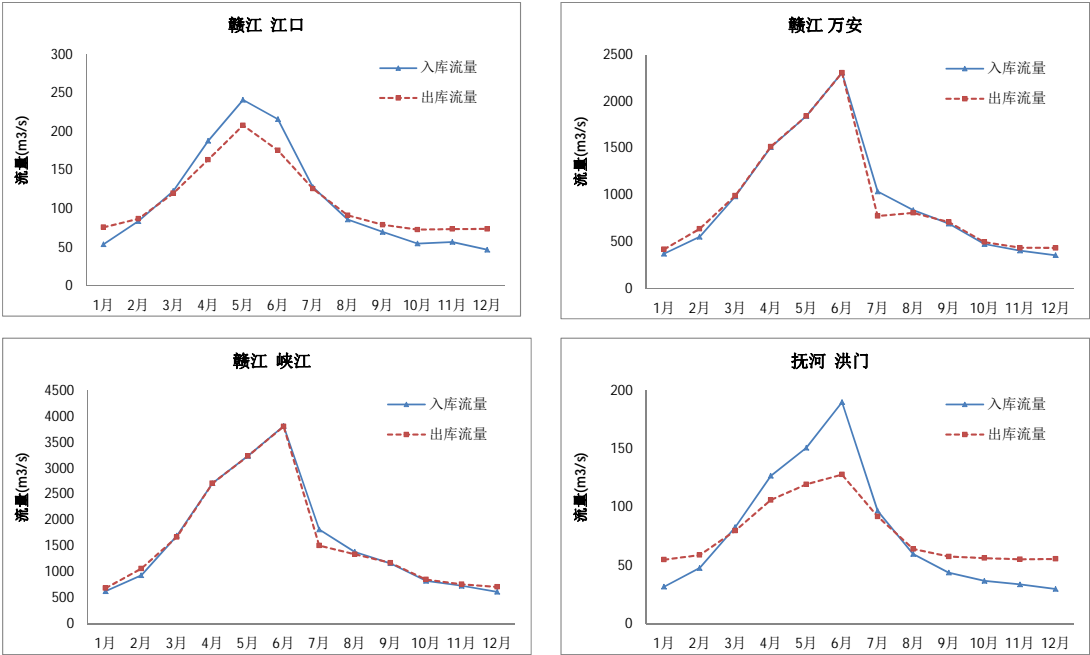 赣江 江口
300
250
200
150
100
50
0
流量(m3/s)
入库流量
出库流量
1月 2月 3月 4月 5月 6月 7月 8月 9月 10月 11月 12月
赣江 万安
2500
2000
1500
1000
500
0
流量(m3/s)
入库流量
出库流量
1月 2月 3月 4月 5月 6月 7月 8月 9月 10月 11月 12月
赣江 峡江
4500
4000
3500
3000
2500
2000
1500
1000
500
0
流量(m3/s)
入库流量
出库流量
1月 2月 3月 4月 5月 6月 7月 8月 9月 10月 11月 12月
抚河 洪门
200
150
100
50
0
流量(m3/s)
入库流量
出库流量
1月 2月 3月 4月 5月 6月 7月 8月 9月 10月 11月 12月